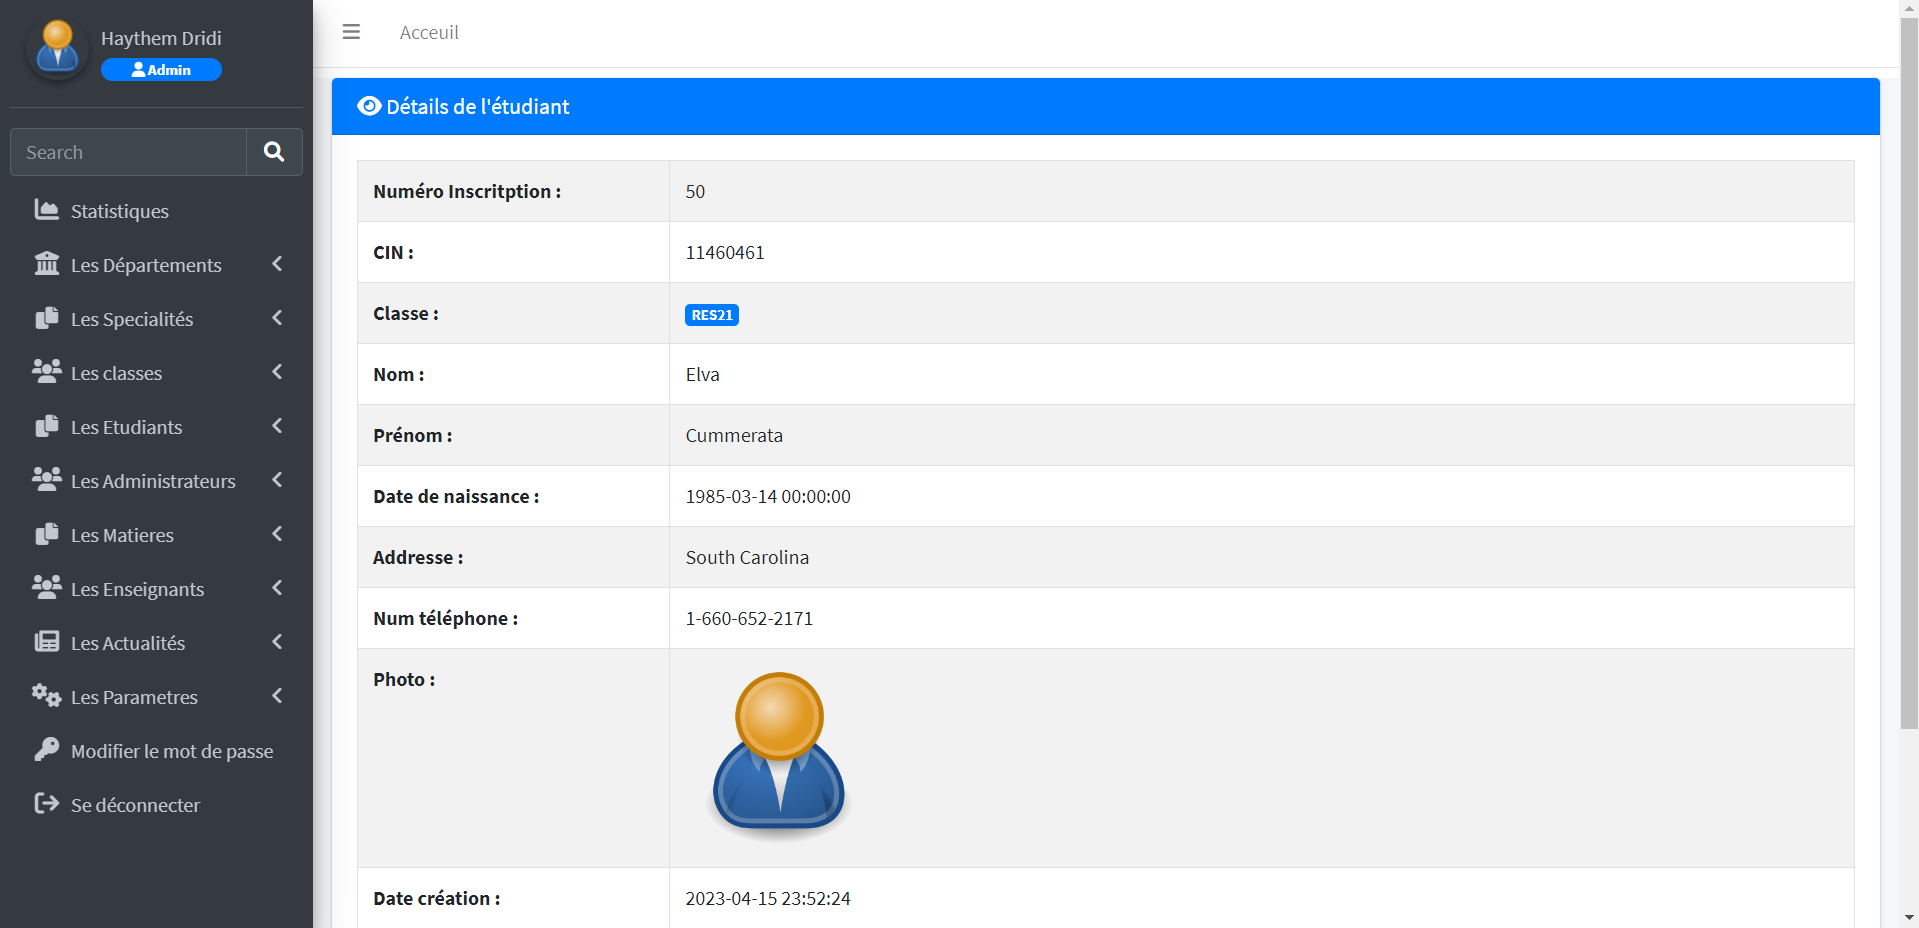 Haythem Dridi
Admin
Search
Statistiques
Les Départements
Les Specialités
Les classes
Les Etudiants
Les Administrateurs
Les Matieres
Les Enseignants
Les Actualités
Les Parametres
Modifier le mot de passe
Se déconnecter
Acceuil
Détails de l'étudiant
Numéro Inscritption : 50
CIN : 11460461
Classe : RES21
Nom : Elva
Prénom : Cummerata
Date de naissance : 1985-03-14 00:00:00
Addresse : South Carolina
Num téléphone : 1-660-652-2171
Photo :
Date création : 2023-04-15 23:52:24